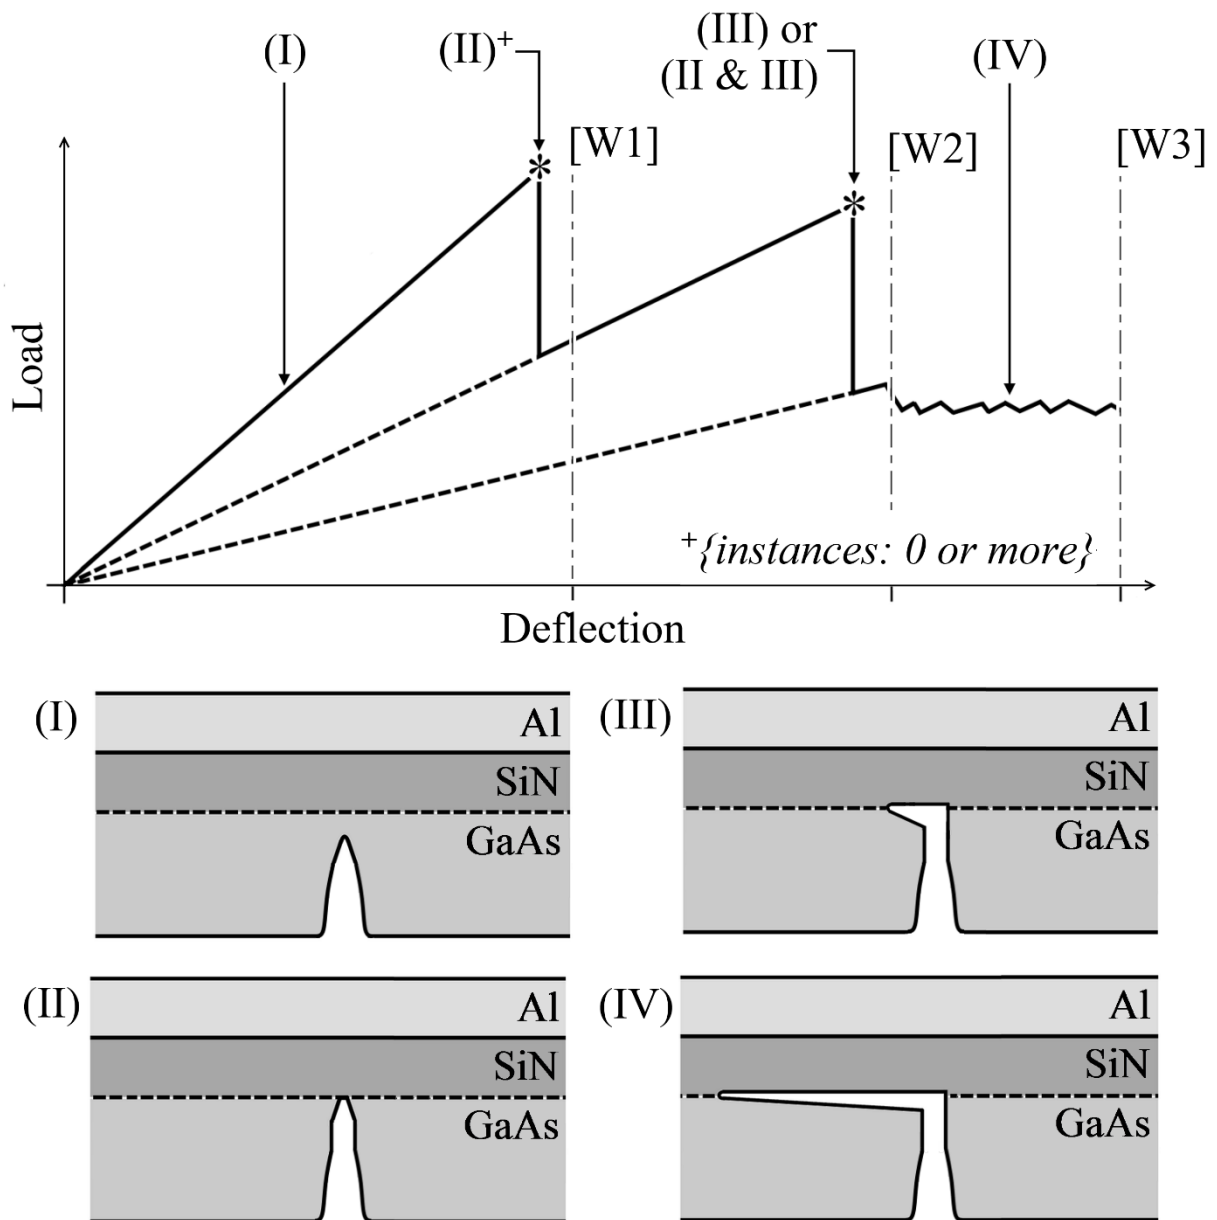 (I)
(II)⁺
(III) or
(II & III)
(IV)
[W1]
[W2]
[W3]
Load
⁺{instances: 0 or more}
Deflection
(I)
Al
SiN
GaAs
(III)
Al
SiN
GaAs
(II)
Al
SiN
GaAs
(IV)
Al
SiN
GaAs